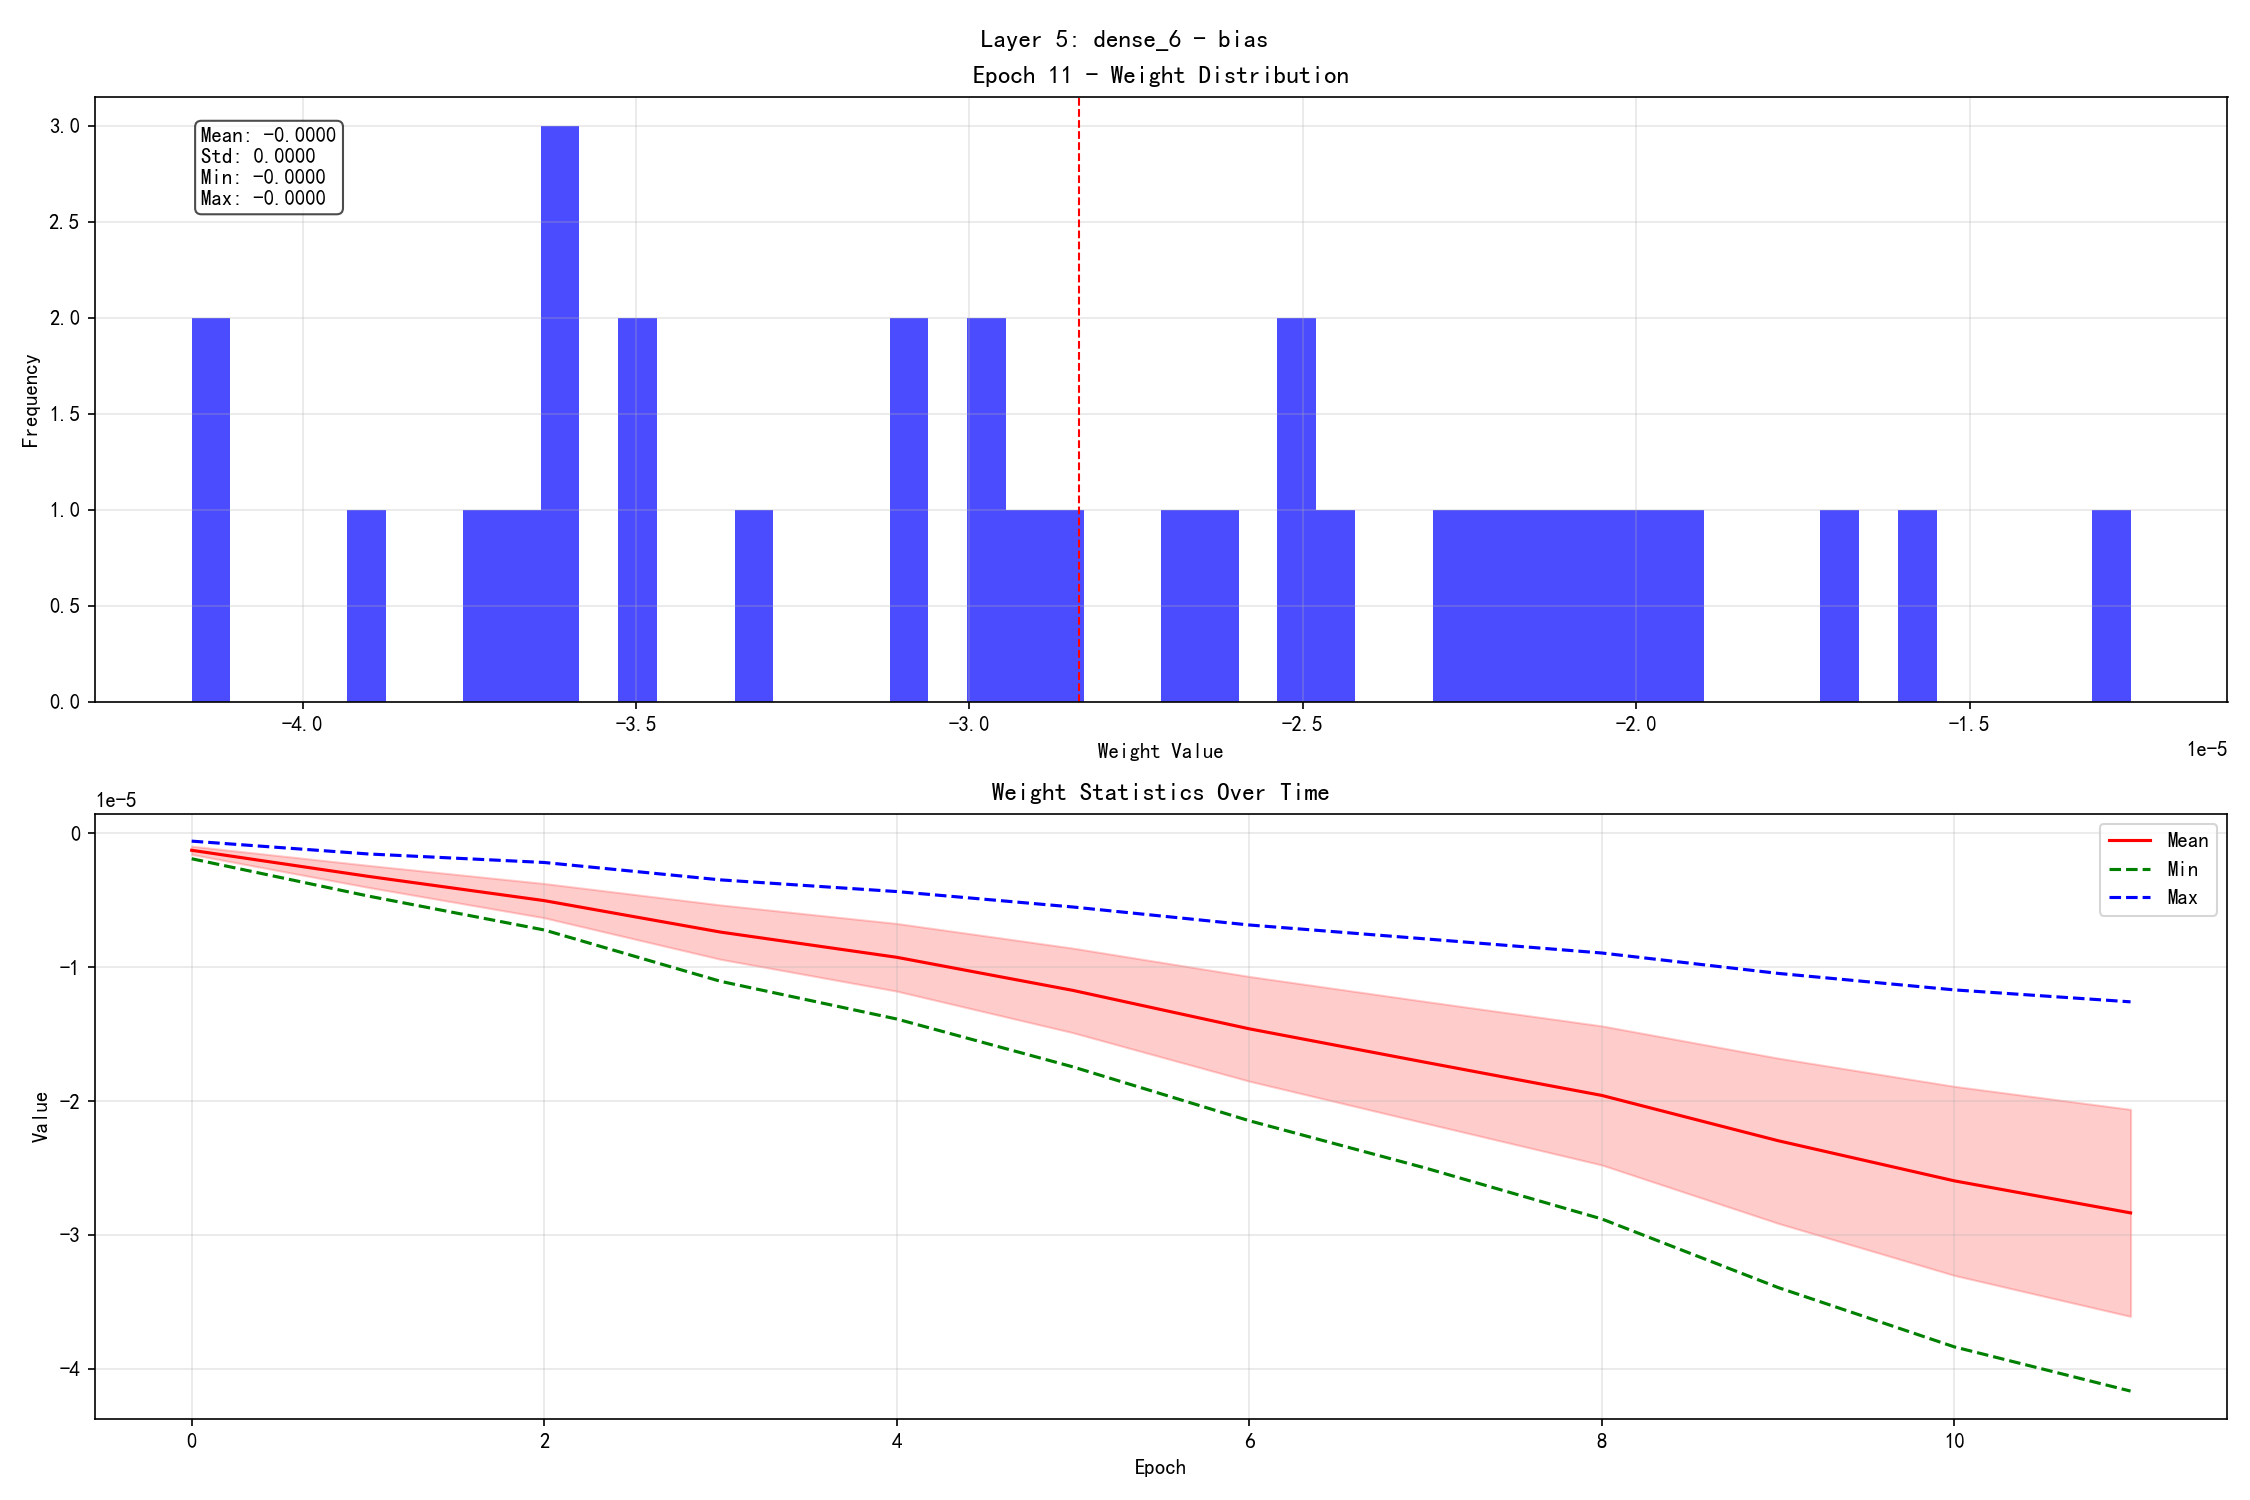 Layer 5: dense_6 - bias
Epoch 11 - Weight Distribution
Mean: -0.0000
Std: 0.0000
Min: -0.0000
Max: -0.0000
3.0
2.5
2.0
1.5
1.0
0.5
0.0
Frequency
-4.0 -3.5 -3.0 -2.5 -2.0 -1.5
1e-5
Weight Value
Weight Statistics Over Time
1e-5
Mean
Min
Max
0
-1
-2
-3
-4
Value
0 2 4 6 8 10
Epoch